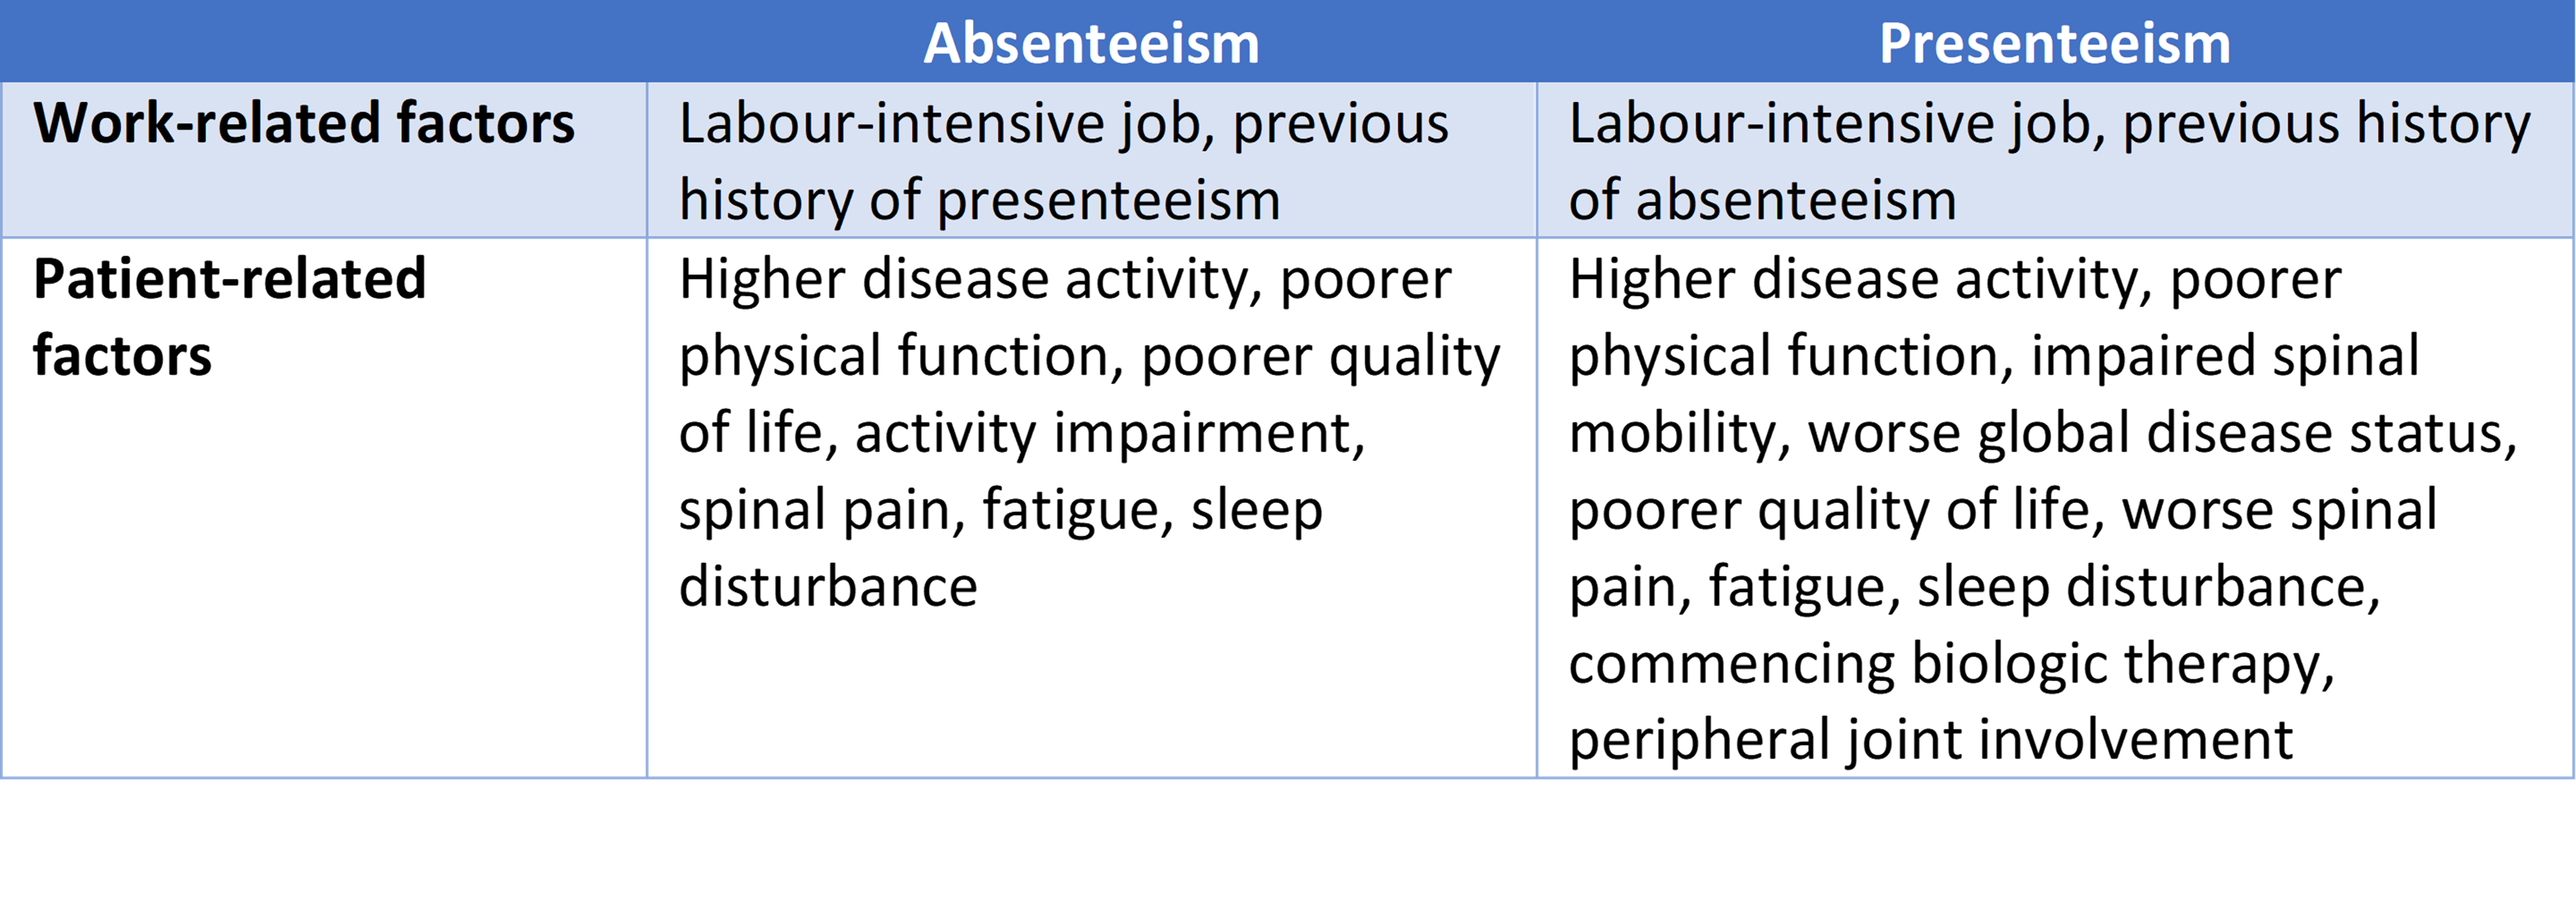 Absenteeism
Presenteeism
Work-related factors
Labour-intensive job, previous
history of presenteeism
Labour-intensive job, previous history
of absenteeism
Patient-related
factors
Higher disease activity, poorer
physical function, poorer quality
of life, activity impairment,
spinal pain, fatigue, sleep
disturbance
Higher disease activity, poorer
physical function, impaired spinal
mobility, worse global disease status,
poorer quality of life, worse spinal
pain, fatigue, sleep disturbance,
commencing biologic therapy,
peripheral joint involvement